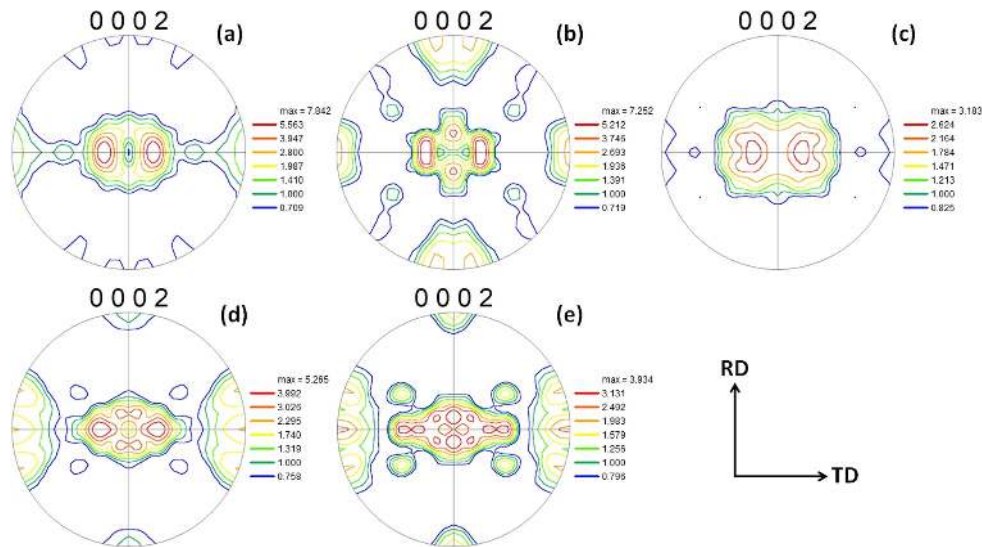 0 0 0 2
(a)
max = 7.842
5.563
3.947
2.800
1.987
1.410
1.000
0.709
0 0 0 2
(b)
max = 7.252
5.212
3.746
2.693
1.936
1.391
1.000
0.719
0 0 0 2
(c)
max = 3.183
2.624
2.164
1.784
1.471
1.213
1.000
0.825
0 0 0 2
(d)
max = 5.265
3.992
3.026
2.295
1.740
1.319
1.000
0.758
0 0 0 2
(e)
max = 3.934
3.131
2.492
1.983
1.579
1.256
1.000
0.796
RD
TD